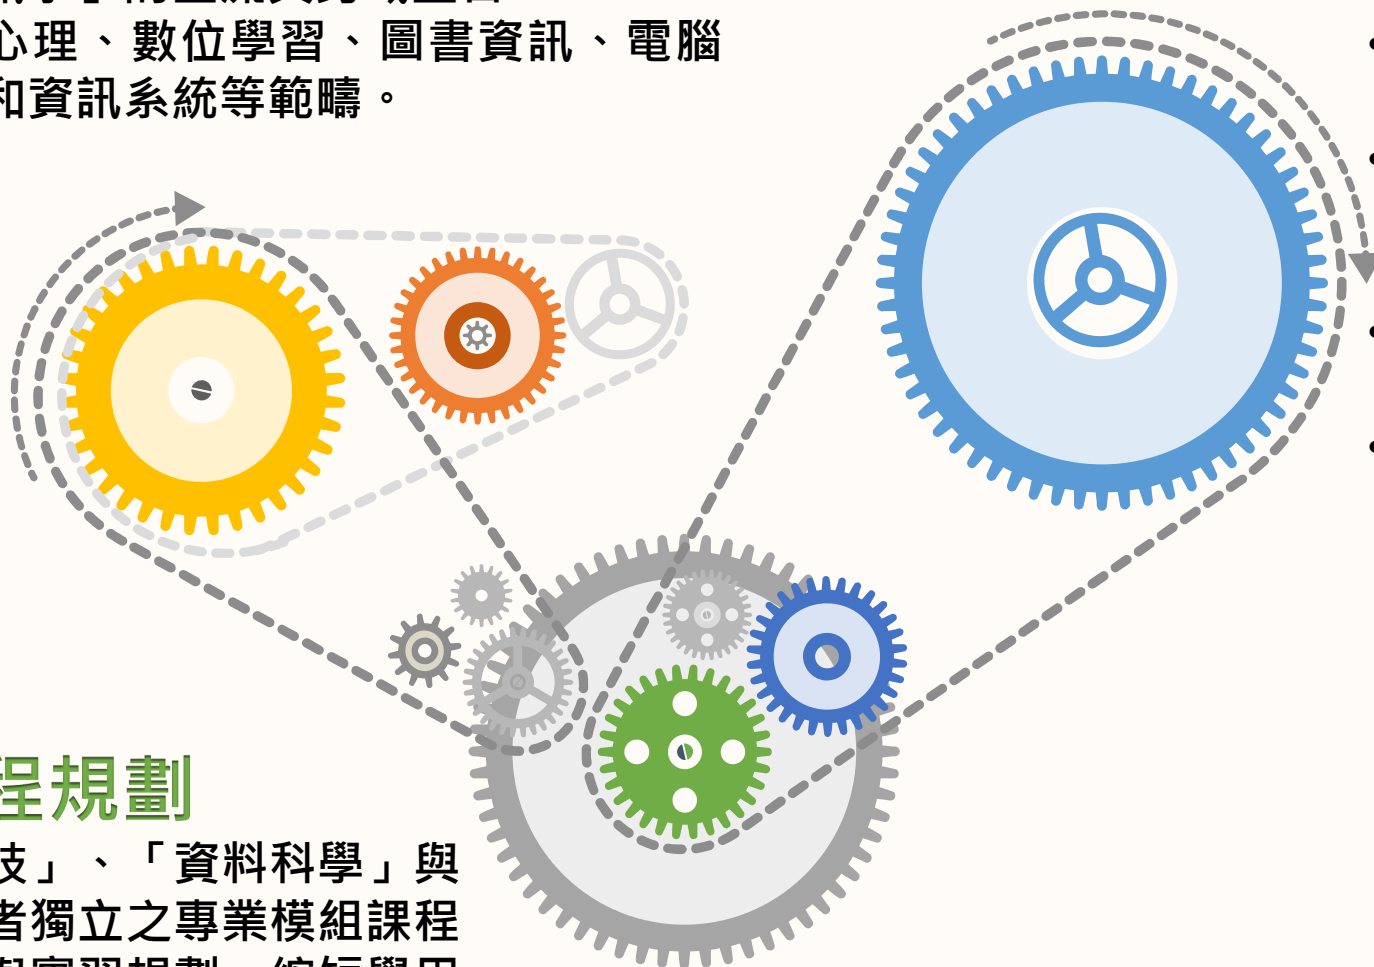 心理、數位學習、圖書資訊、電腦
和資訊系統等範疇。
程規劃
技」、「資料科學」與
者獨立之專業模組課程